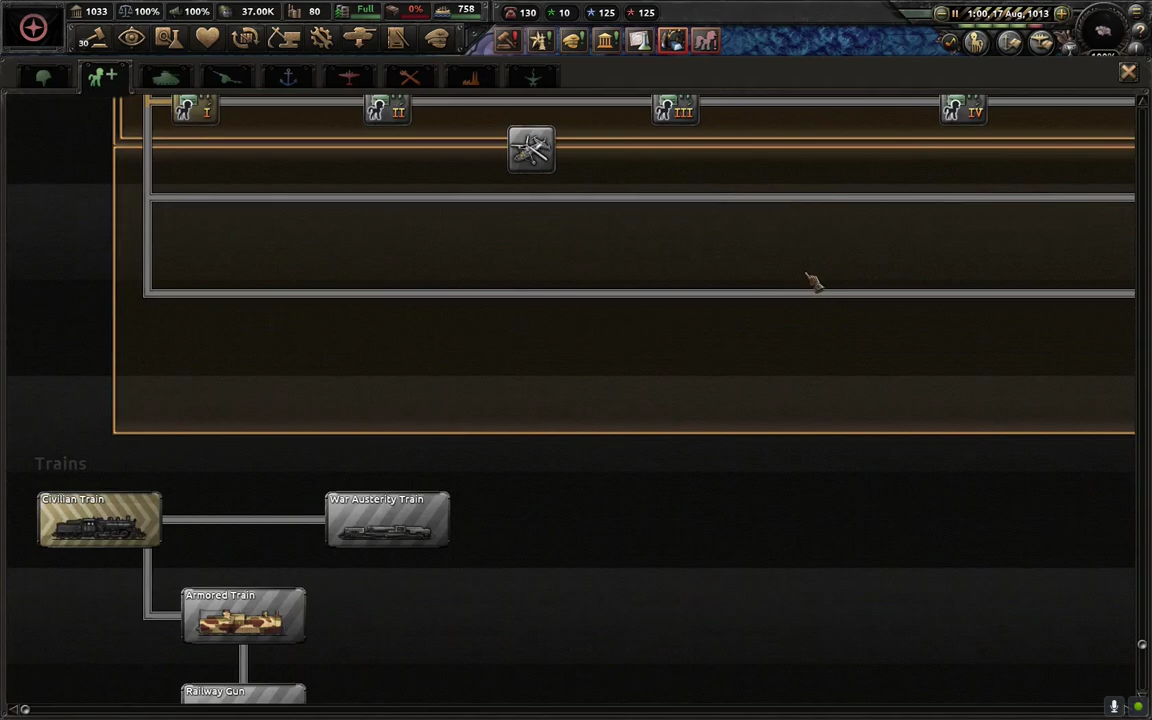 1033 100% 100% 37.00K 80 Full 0% 758 130 10 125 125 1:00, 17 Aug, 1013
30 100%
I II III IV
Trains
Civilian Train War Austerity Train
Armored Train
Railway Gun